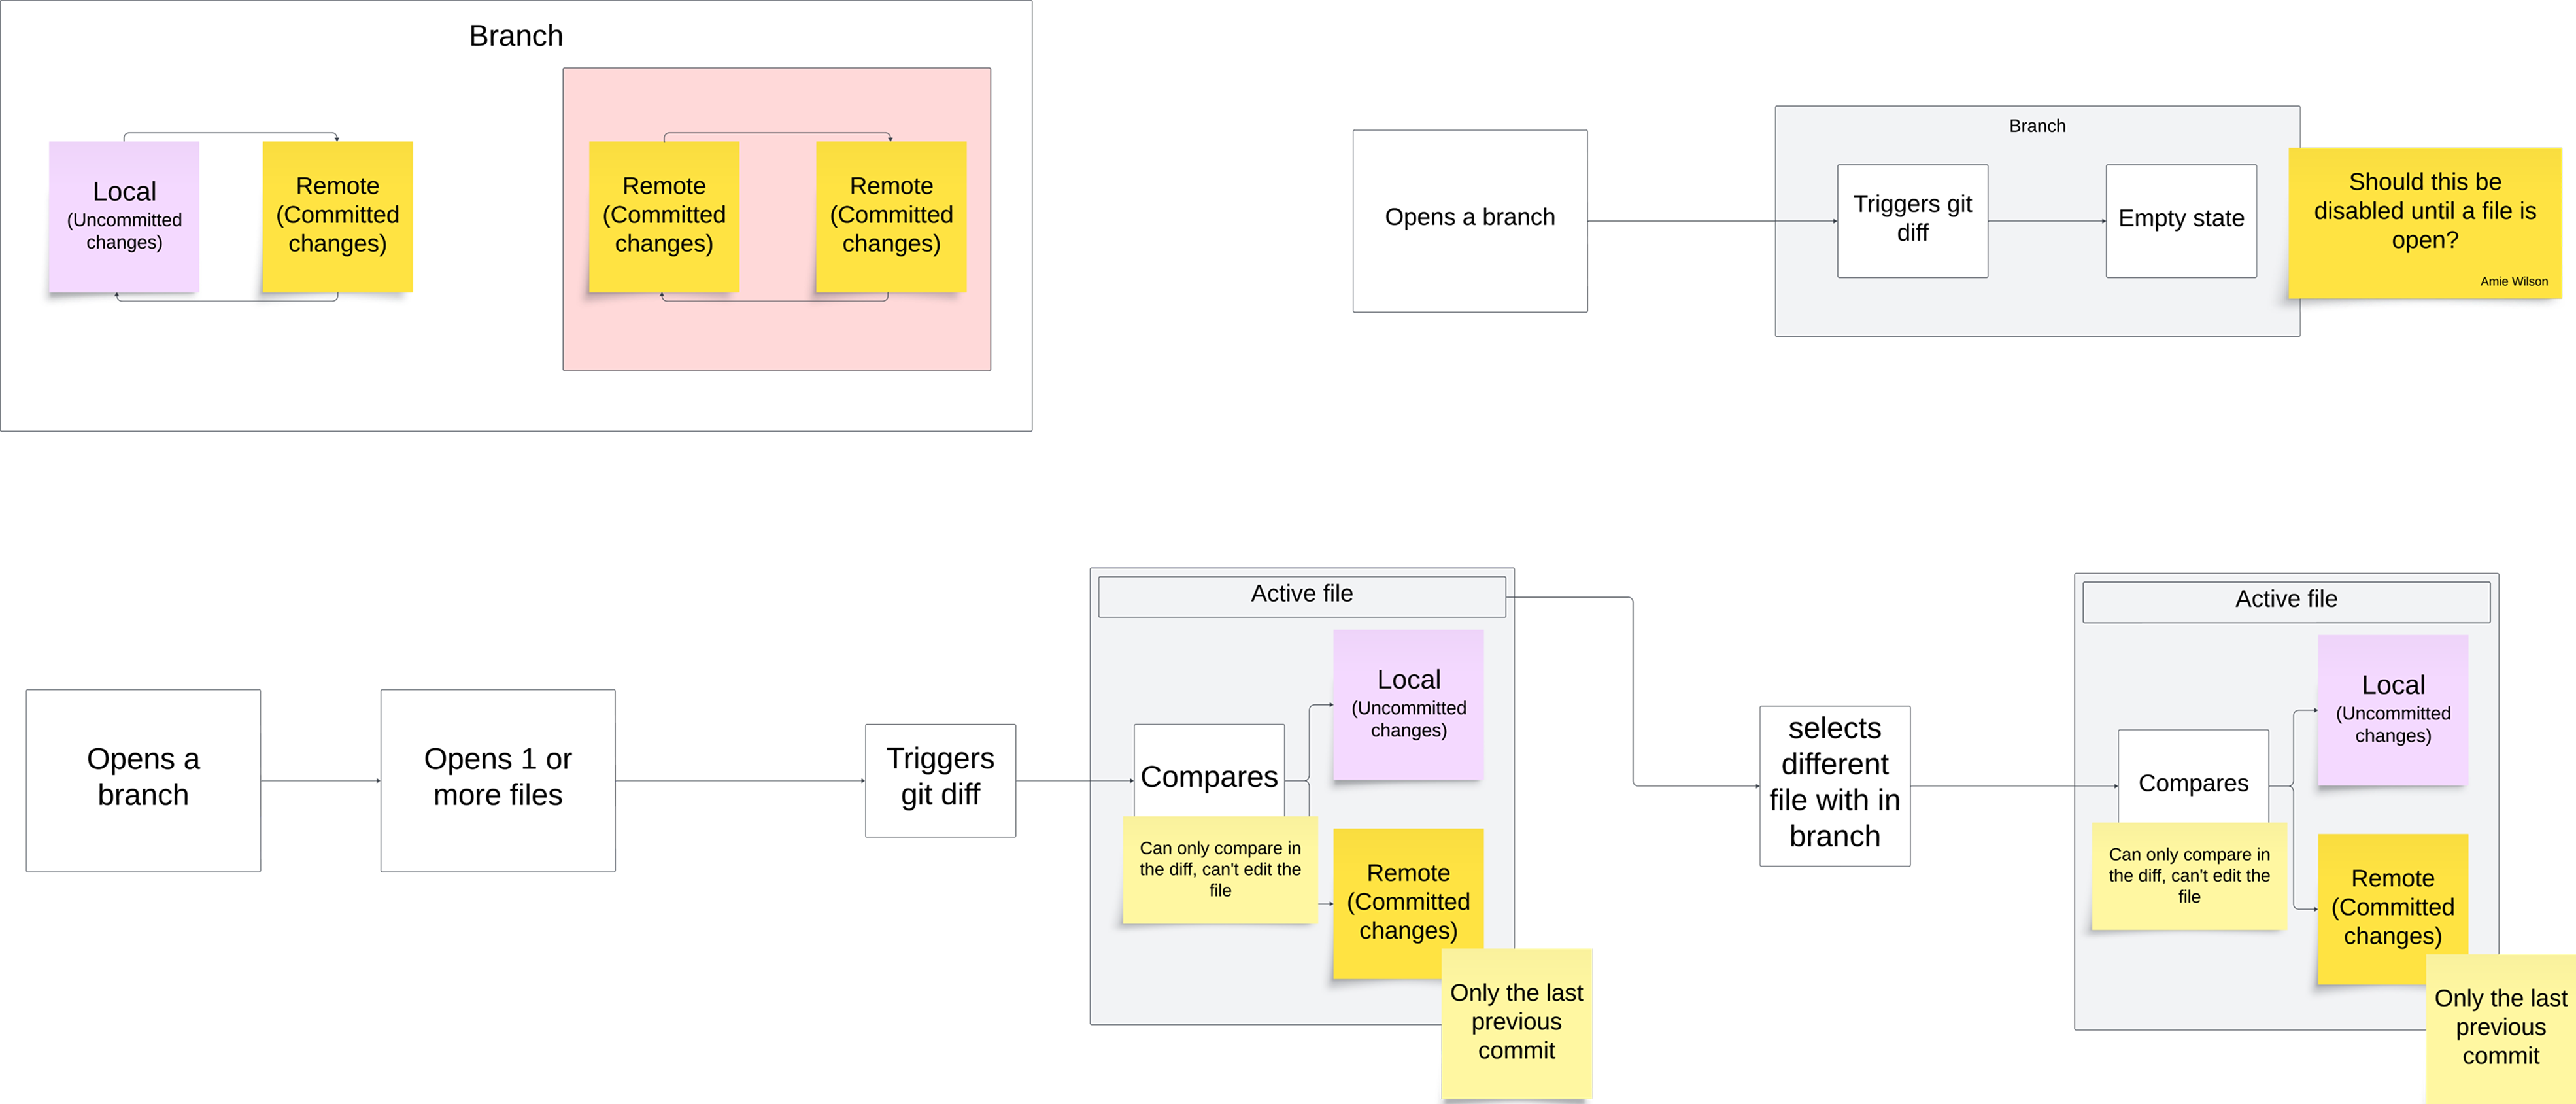 Branch
Local
(Uncommitted
changes)
Remote
(Committed
changes)
Remote
(Committed
changes)
Remote
(Committed
changes)
Opens a branch
Branch
Triggers git
diff
Empty state
Should this be
disabled until a file is
open?
Amie Wilson
Opens a
branch
Opens 1 or
more files
Triggers
git diff
Active file
Compares
Can only compare in
the diff, can't edit the
file
Local
(Uncommitted
changes)
Remote
(Committed
changes)
Only the last
previous
commit
selects
different
file with in
branch
Active file
Compares
Can only compare in
the diff, can't edit the
file
Local
(Uncommitted
changes)
Remote
(Committed
changes)
Only the last
previous
commit